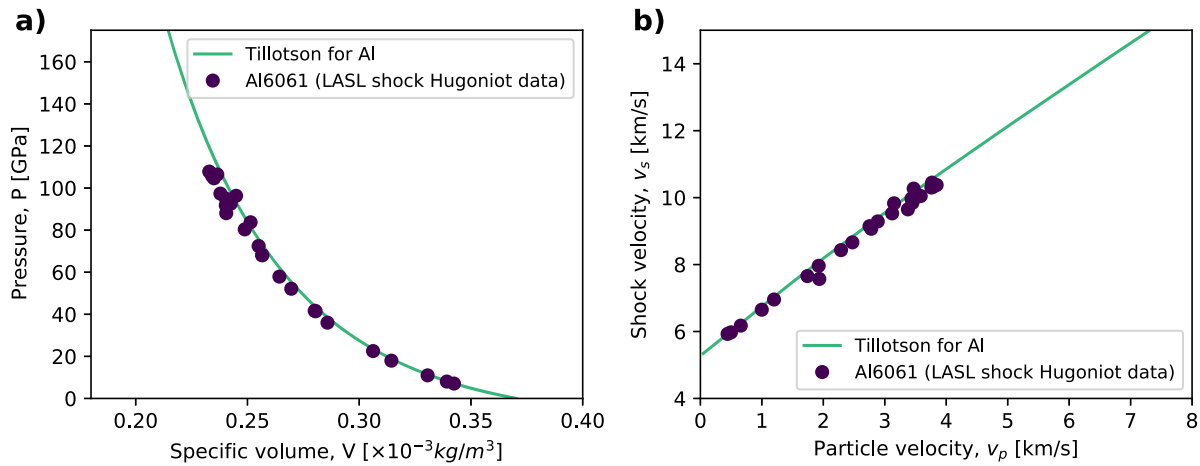 a)
Pressure, P [GPa]
160
140
120
100
80
60
40
20
0
0.20
0.25
0.30
0.35
0.40
Specific volume, V [×10⁻³kg/m³]
Tillotson for Al
Al6061 (LASL shock Hugoniot data)
b)
Shock velocity, vₛ [km/s]
14
12
10
8
6
4
0
1
2
3
4
5
6
7
8
Particle velocity, vₚ [km/s]
Tillotson for Al
Al6061 (LASL shock Hugoniot data)